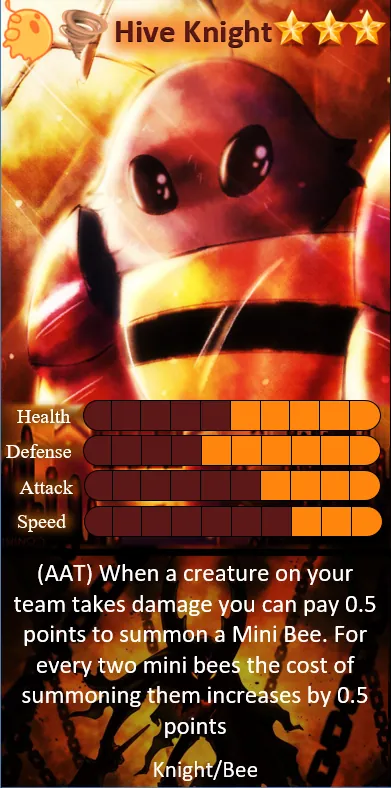 Hive Knight
Health
Defense
Attack
Speed
(AAT) When a creature on your
team takes damage you can pay 0.5
points to summon a Mini Bee. For
every two mini bees the cost of
summoning them increases by 0.5
points
Knight/Bee